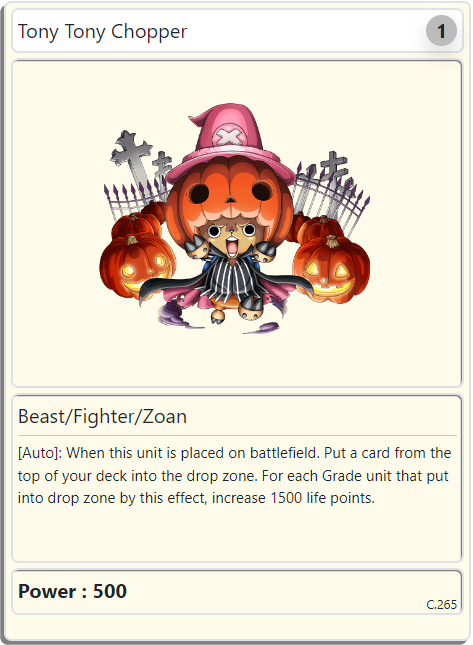 Tony Tony Chopper
1
Beast/Fighter/Zoan
[Auto]: When this unit is placed on battlefield. Put a card from the
top of your deck into the drop zone. For each Grade unit that put
into drop zone by this effect, increase 1500 life points.
Power : 500
C.265